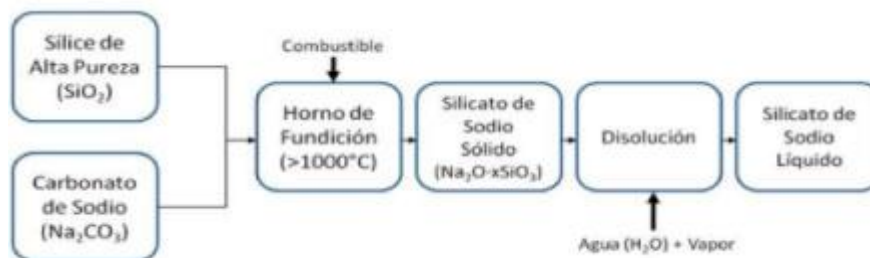 Sílice de
Alta Pureza
(SiO₂)
Carbonato
de Sodio
(Na₂CO₃)
Combustible
Horno de
Fundición
(>1000°C)
Silicato de
Sodio
Sólido
(Na₂O·xSiO₃)
Disolución
Agua (H₂O) + Vapor
Silicato de
Sodio
Líquido